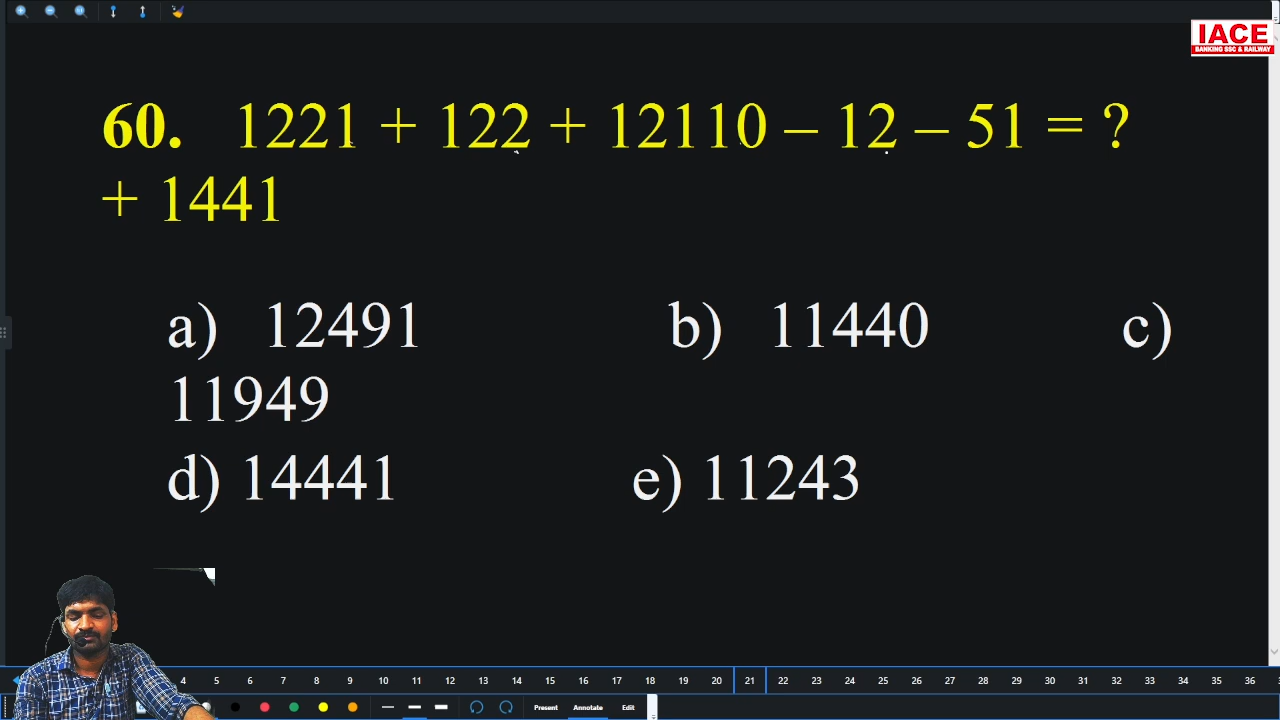 IACE
BANKING SSC & RAILWAY
60. 1221 + 122 + 12110 – 12 – 51 = ?
+ 1441
a) 12491 b) 11440 c)
11949
d) 14441 e) 11243
4 5 6 7 8 9 10 11 12 13 14 15 16 17 18 19 20 21 22 23 24 25 26 27 28 29 30 31 32 33 34 35 36
Present Annotate Edit